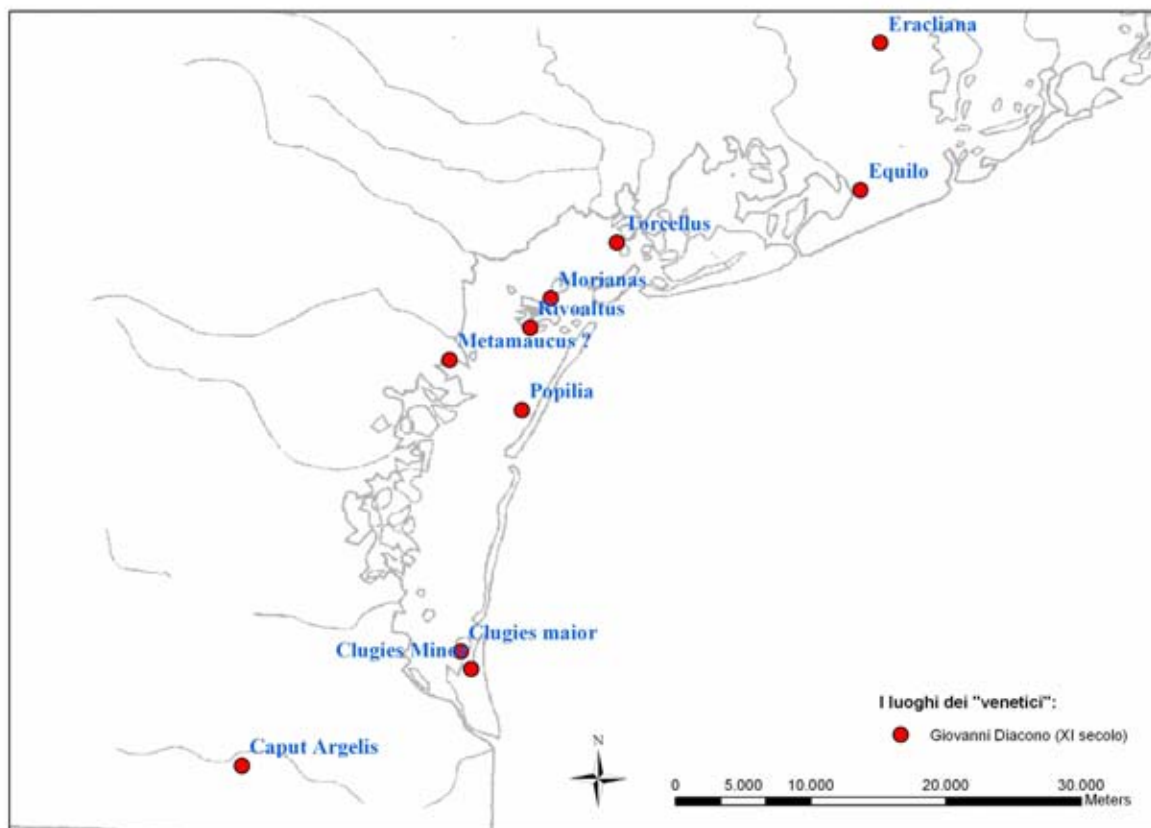 Eracliana
Equilo
Torcellus
Morianas
Rivoaltus
Metamaucus ?
Popilia
Clugies maior
Clugies Minor
Caput Argelis
N
I luoghi dei "venetici":
Giovanni Diacono (XI secolo)
0 5.000 10.000 20.000 30.000
Meters